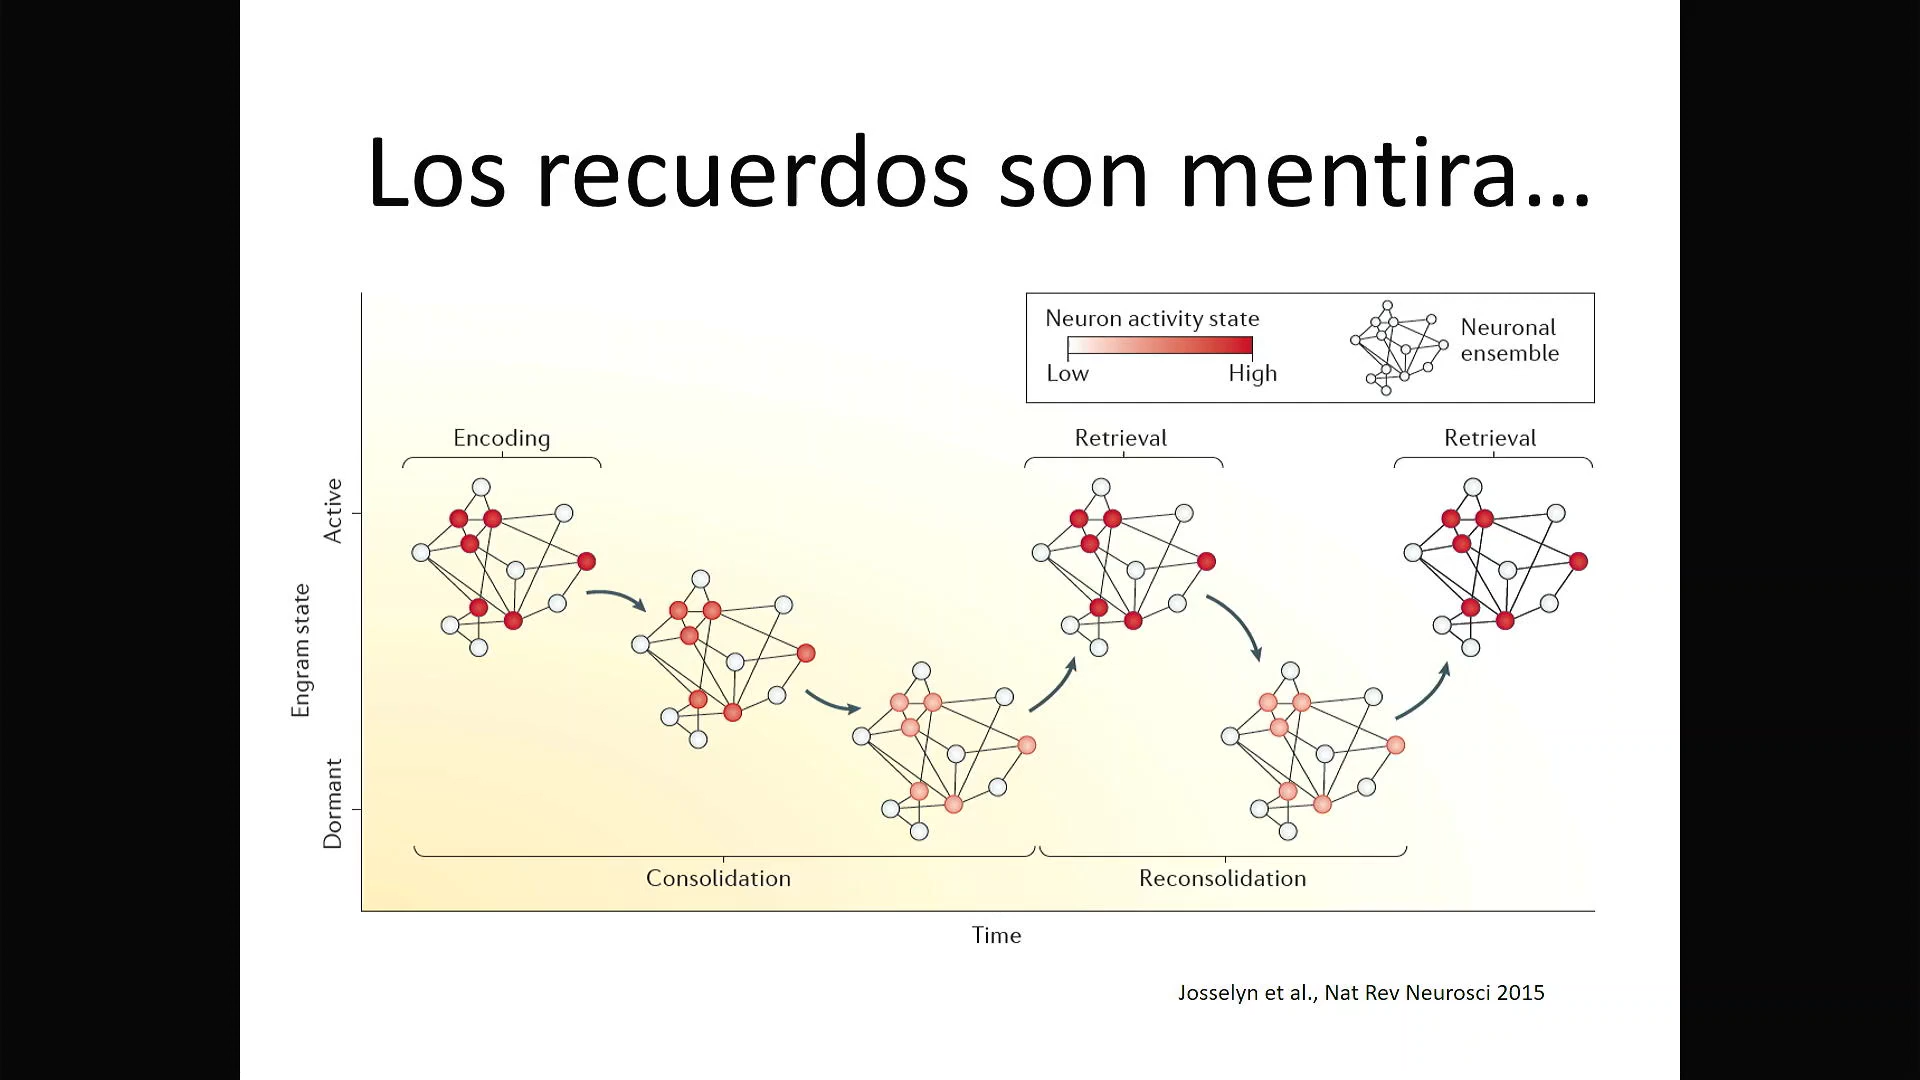 Los recuerdos son mentira...
Neuron activity state
Low
High
Neuronal
ensemble
Encoding
Retrieval
Retrieval
Active
Engram state
Dormant
Consolidation
Reconsolidation
Time
Josselyn et al., Nat Rev Neurosci 2015